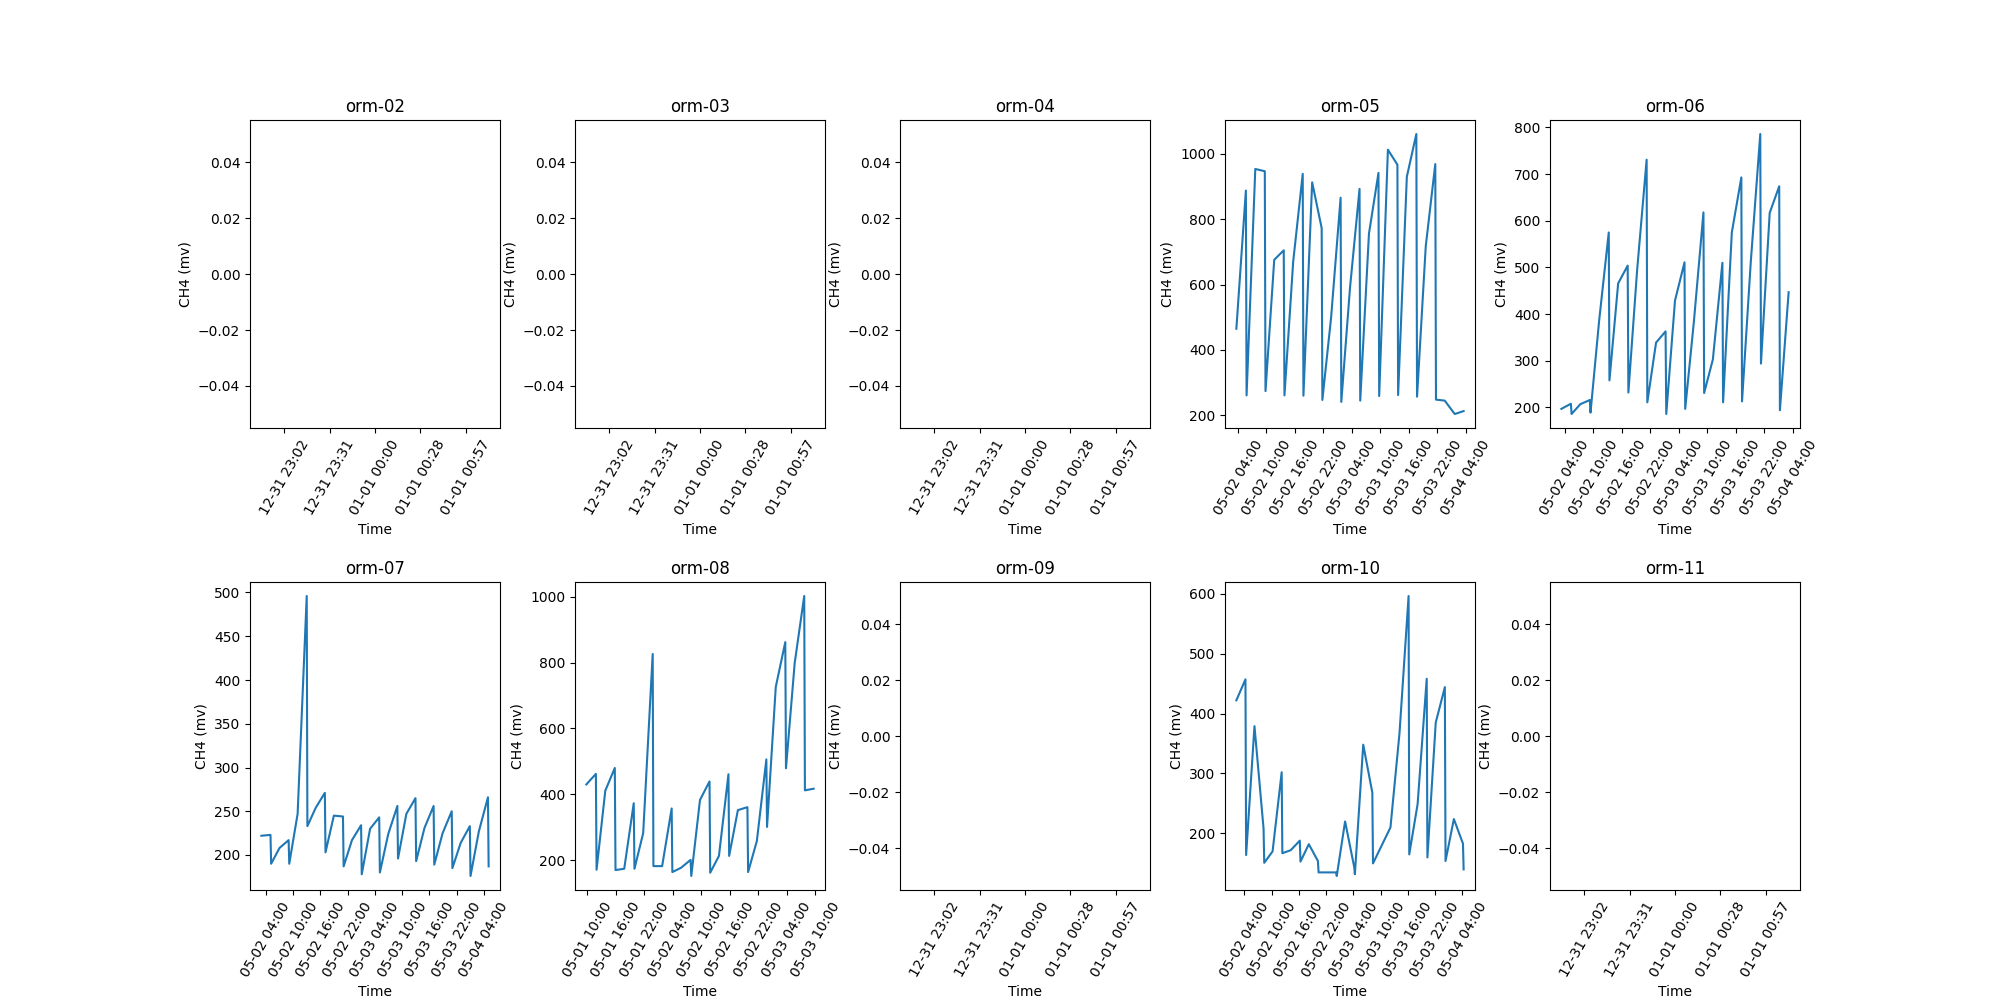 orm-02 orm-03 orm-04 orm-05 orm-06
0.04 0.04 0.04 1000 800
0.02 0.02 0.02 800 700
0.00 0.00 0.00 600 600
−0.02 −0.02 −0.02 400 500
−0.04 −0.04 −0.04 200 400
300
200
CH4 (mv) CH4 (mv) CH4 (mv) CH4 (mv) CH4 (mv)
12-31 23:02 12-31 23:31 01-01 00:00 01-01 00:28 01-01 00:57
12-31 23:02 12-31 23:31 01-01 00:00 01-01 00:28 01-01 00:57
12-31 23:02 12-31 23:31 01-01 00:00 01-01 00:28 01-01 00:57
05-02 04:00 05-02 10:00 05-02 16:00 05-02 22:00 05-03 04:00 05-03 10:00 05-03 16:00 05-03 22:00 05-04 04:00
05-02 04:00 05-02 10:00 05-02 16:00 05-02 22:00 05-03 04:00 05-03 10:00 05-03 16:00 05-03 22:00 05-04 04:00
Time Time Time Time Time
orm-07 orm-08 orm-09 orm-10 orm-11
500 1000 0.04 600 0.04
450 800 0.02 500 0.02
400 600 0.00 400 0.00
350 400 −0.02 300 −0.02
300 200 −0.04 200 −0.04
250
200
CH4 (mv) CH4 (mv) CH4 (mv) CH4 (mv) CH4 (mv)
05-02 04:00 05-02 10:00 05-02 16:00 05-02 22:00 05-03 04:00 05-03 10:00 05-03 16:00 05-03 22:00 05-04 04:00
05-01 10:00 05-01 16:00 05-01 22:00 05-02 04:00 05-02 10:00 05-02 16:00 05-02 22:00 05-03 04:00 05-03 10:00
12-31 23:02 12-31 23:31 01-01 00:00 01-01 00:28 01-01 00:57
05-02 04:00 05-02 10:00 05-02 16:00 05-02 22:00 05-03 04:00 05-03 10:00 05-03 16:00 05-03 22:00 05-04 04:00
12-31 23:02 12-31 23:31 01-01 00:00 01-01 00:28 01-01 00:57
Time Time Time Time Time